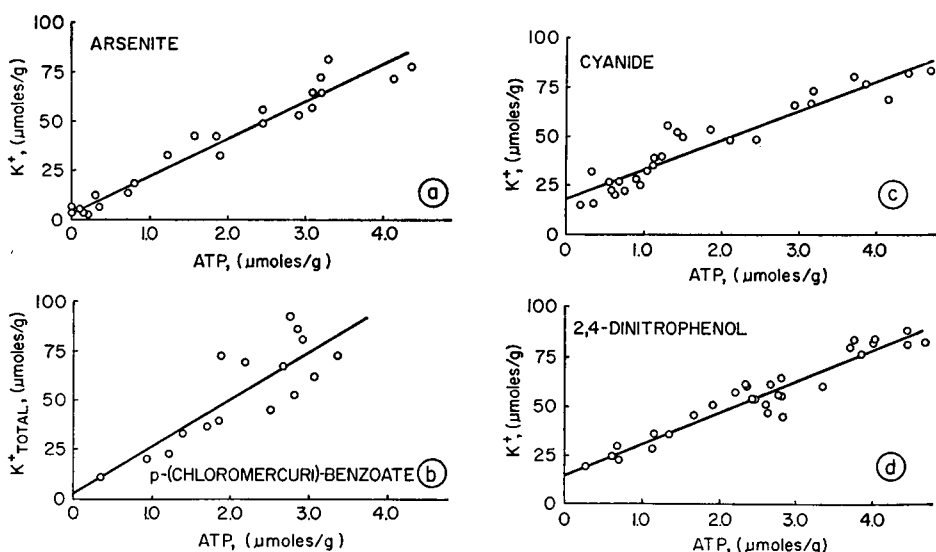 ARSENITE
K⁺, (μmoles/g)
100
75
50
25
0
a
0 1.0 2.0 3.0 4.0
ATP, (μmoles/g)
K⁺TOTAL, (μmoles/g)
100
75
50
25
0
p-(CHLOROMERCURI)-BENZOATE
b
0 1.0 2.0 3.0 4.0
ATP, (μmoles/g)
CYANIDE
K⁺, (μmoles/g)
100
75
50
25
0
c
0 1.0 2.0 3.0 4.0
ATP, (μmoles/g)
2,4-DINITROPHENOL
K⁺, (μmoles/g)
100
75
50
25
0
d
0 1.0 2.0 3.0 4.0
ATP, (μmoles/g)